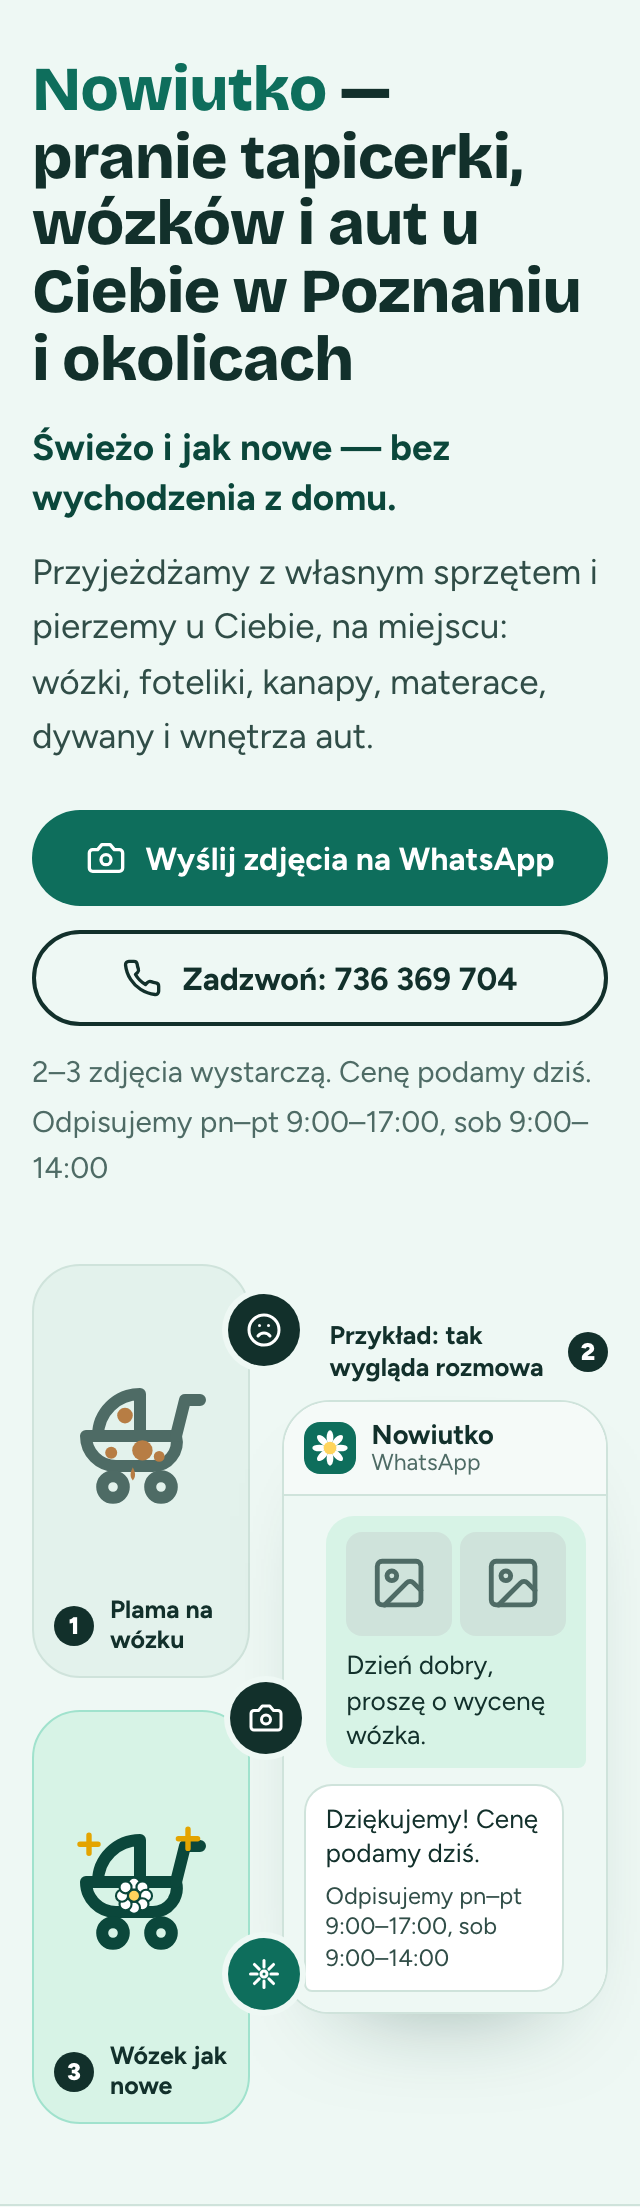 Nowiutko —
pranie tapicerki,
wózków i aut u
Ciebie w Poznaniu
i okolicach
Świeżo i jak nowe — bez
wychodzenia z domu.
Przyjeżdżamy z własnym sprzętem i
pierzemy u Ciebie, na miejscu:
wózki, foteliki, kanapy, materace,
dywany i wnętrza aut.
Wyślij zdjęcia na WhatsApp
Zadzwoń: 736 369 704
2–3 zdjęcia wystarczą. Cenę podamy dziś.
Odpisujemy pn–pt 9:00–17:00, sob 9:00–
14:00
1
Plama na
wózku
Przykład: tak
wygląda rozmowa
2
Nowiutko
WhatsApp
Dzień dobry,
proszę o wycenę
wózka.
Dziękujemy! Cenę
podamy dziś.
Odpisujemy pn–pt
9:00–17:00, sob
9:00–14:00
3
Wózek jak
nowe